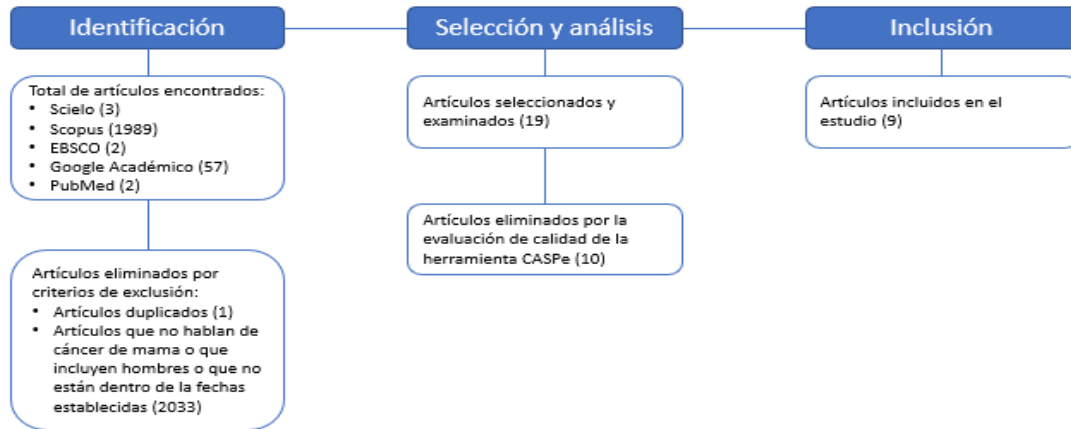 Identificación
Total de artículos encontrados:
• Scielo (3)
• Scopus (1989)
• EBSCO (2)
• Google Académico (57)
• PubMed (2)
Artículos eliminados por
criterios de exclusión:
• Artículos duplicados (1)
• Artículos que no hablan de
cáncer de mama o que
incluyen hombres o que no
están dentro de la fechas
establecidas (2033)
Selección y análisis
Artículos seleccionados y
examinados (19)
Artículos eliminados por la
evaluación de calidad de la
herramienta CASPe (10)
Inclusión
Artículos incluidos en el
estudio (9)